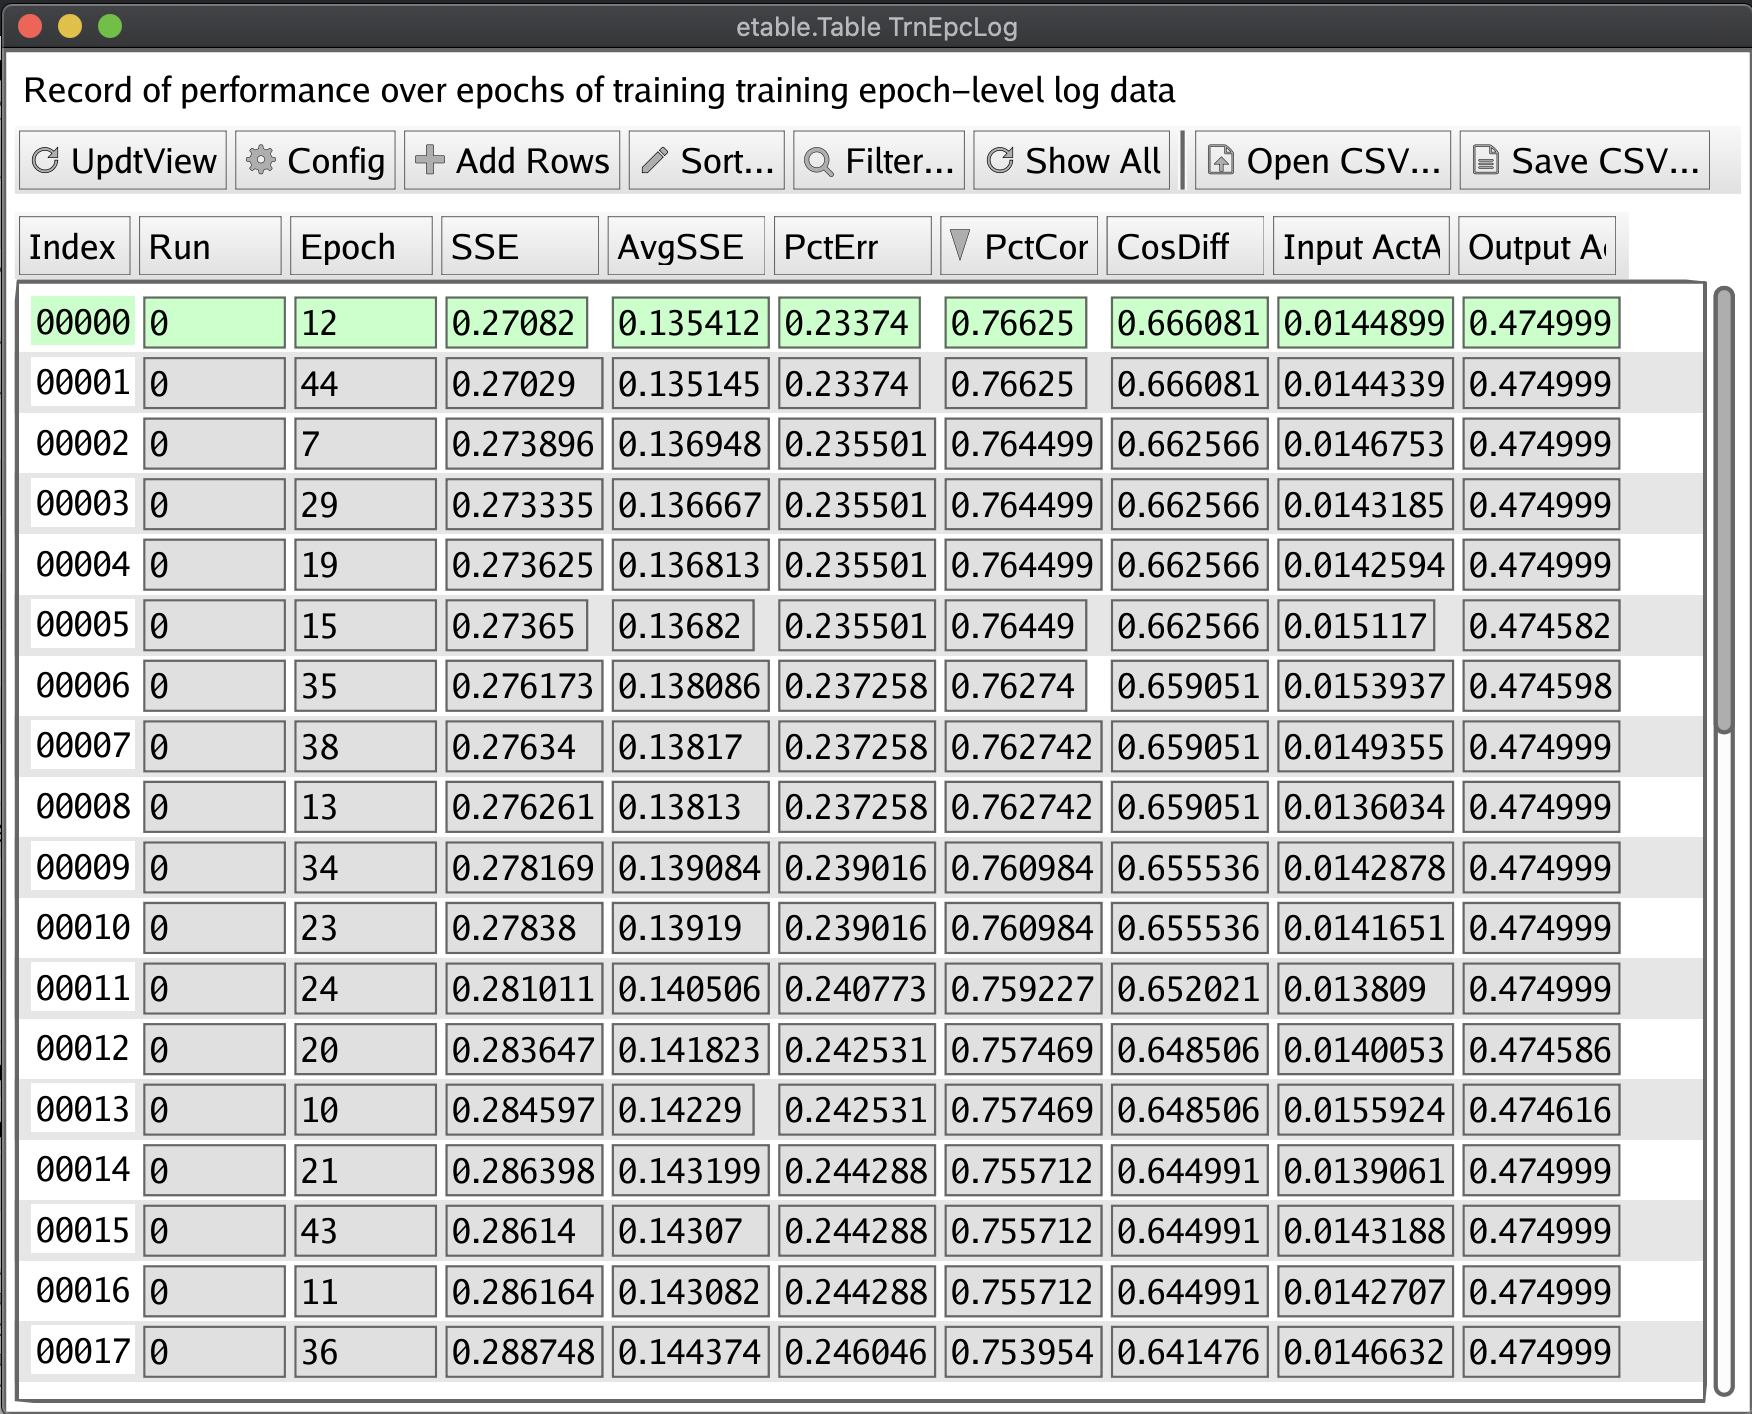 etable.Table TrnEpcLog
Record of performance over epochs of training training epoch-level log data
UpdtView Config Add Rows Sort... Filter... Show All Open CSV... Save CSV...
Index Run Epoch SSE AvgSSE PctErr PctCor CosDiff Input ActA Output Ac
00000 0 12 0.27082 0.135412 0.23374 0.76625 0.666081 0.0144899 0.474999
00001 0 44 0.27029 0.135145 0.23374 0.76625 0.666081 0.0144339 0.474999
00002 0 7 0.273896 0.136948 0.235501 0.764499 0.662566 0.0146753 0.474999
00003 0 29 0.273335 0.136667 0.235501 0.764499 0.662566 0.0143185 0.474999
00004 0 19 0.273625 0.136813 0.235501 0.764499 0.662566 0.0142594 0.474999
00005 0 15 0.27365 0.13682 0.235501 0.76449 0.662566 0.015117 0.474582
00006 0 35 0.276173 0.138086 0.237258 0.76274 0.659051 0.0153937 0.474598
00007 0 38 0.27634 0.13817 0.237258 0.762742 0.659051 0.0149355 0.474999
00008 0 13 0.276261 0.13813 0.237258 0.762742 0.659051 0.0136034 0.474999
00009 0 34 0.278169 0.139084 0.239016 0.760984 0.655536 0.0142878 0.474999
00010 0 23 0.27838 0.13919 0.239016 0.760984 0.655536 0.0141651 0.474999
00011 0 24 0.281011 0.140506 0.240773 0.759227 0.652021 0.013809 0.474999
00012 0 20 0.283647 0.141823 0.242531 0.757469 0.648506 0.0140053 0.474586
00013 0 10 0.284597 0.14229 0.242531 0.757469 0.648506 0.0155924 0.474616
00014 0 21 0.286398 0.143199 0.244288 0.755712 0.644991 0.0139061 0.474999
00015 0 43 0.28614 0.14307 0.244288 0.755712 0.644991 0.0143188 0.474999
00016 0 11 0.286164 0.143082 0.244288 0.755712 0.644991 0.0142707 0.474999
00017 0 36 0.288748 0.144374 0.246046 0.753954 0.641476 0.0146632 0.474999